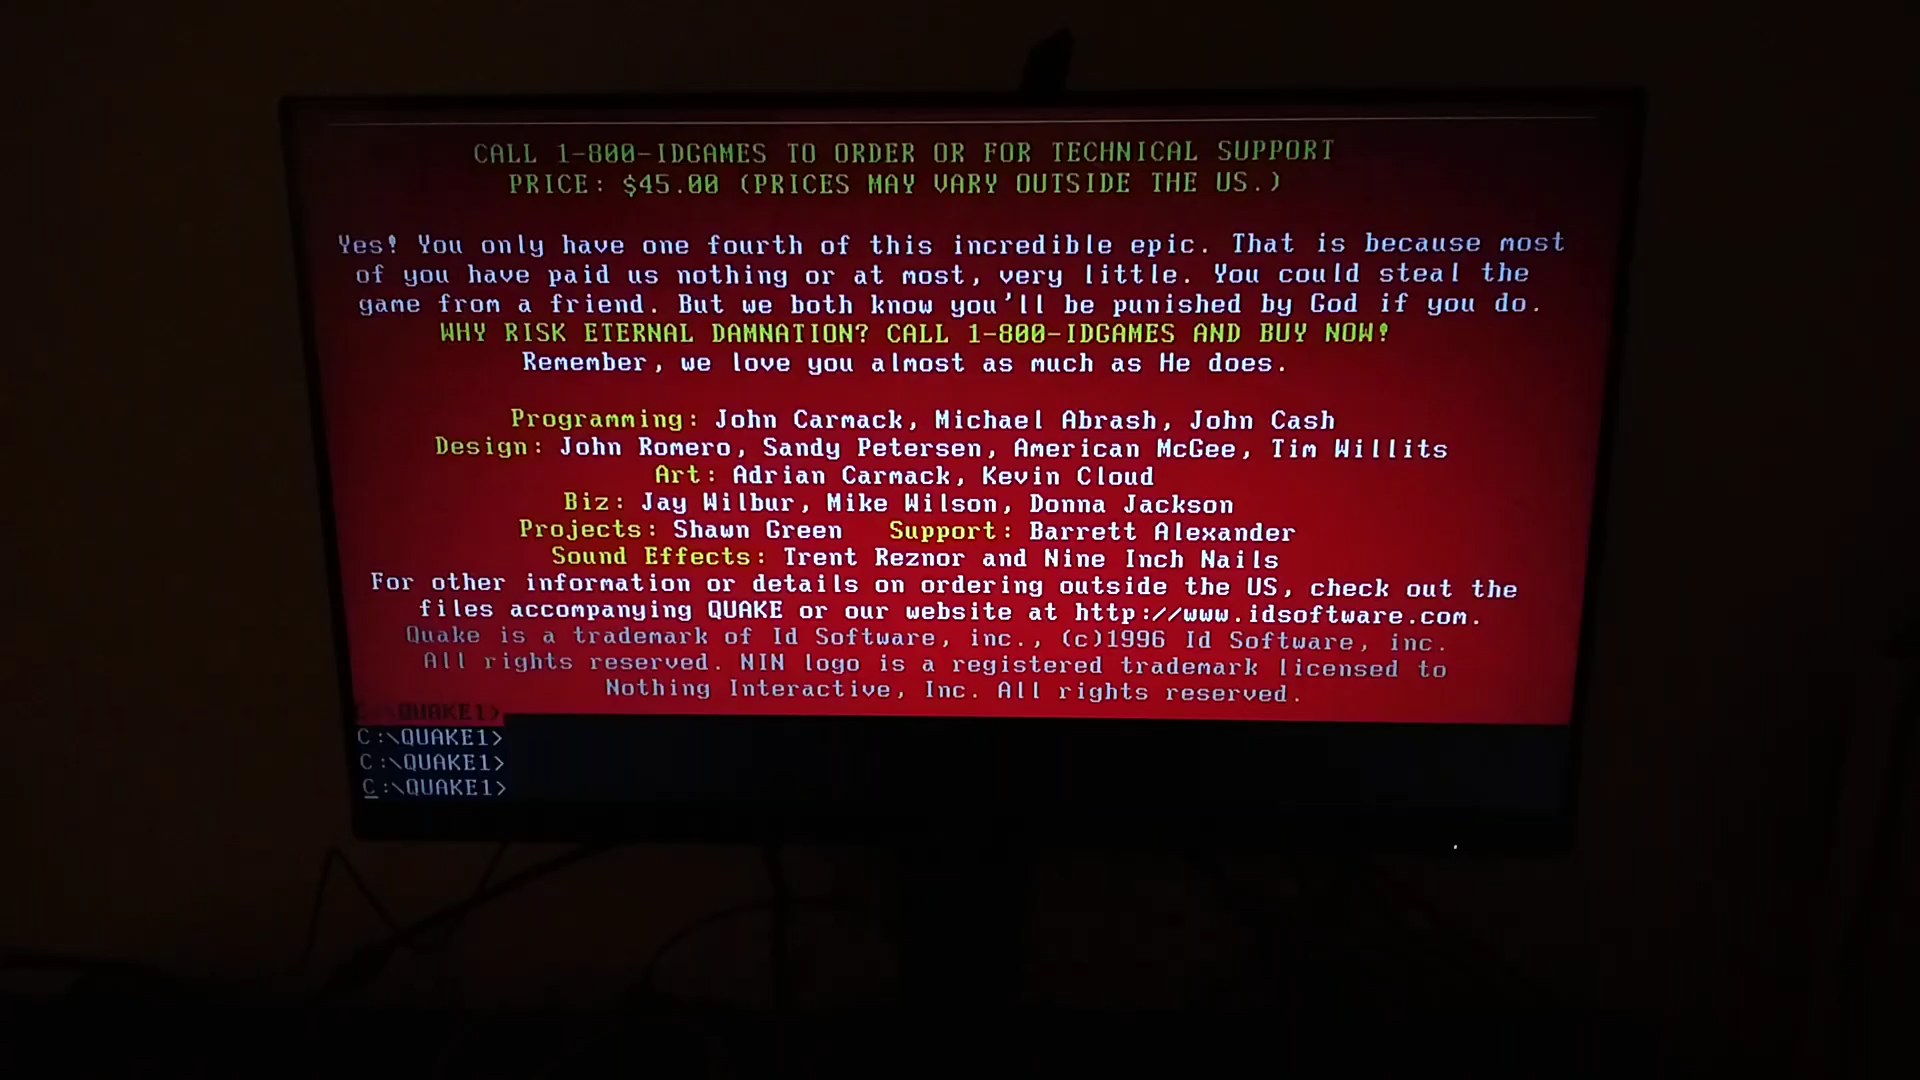 CALL 1-800-IDGAMES TO ORDER OR FOR TECHNICAL SUPPORT
PRICE: $45.00 (PRICES MAY VARY OUTSIDE THE US.)
Yes! You only have one fourth of this incredible epic. That is because most
of you have paid us nothing or at most, very little. You could steal the
game from a friend. But we both know you'll be punished by God if you do.
WHY RISK ETERNAL DAMNATION? CALL 1-800-IDGAMES AND BUY NOW!
Remember, we love you almost as much as He does.
Programming: John Carmack, Michael Abrash, John Cash
Design: John Romero, Sandy Petersen, American McGee, Tim Willits
Art: Adrian Carmack, Kevin Cloud
Biz: Jay Wilbur, Mike Wilson, Donna Jackson
Projects: Shawn Green   Support: Barrett Alexander
Sound Effects: Trent Reznor and Nine Inch Nails
For other information or details on ordering outside the US, check out the
files accompanying QUAKE or our website at http://www.idsoftware.com.
Quake is a trademark of Id Software, inc., (c)1996 Id Software, inc.
All rights reserved. NIN logo is a registered trademark licensed to
Nothing Interactive, Inc. All rights reserved.
C:\QUAKE1>
C:\QUAKE1>
C:\QUAKE1>
C:\QUAKE1>